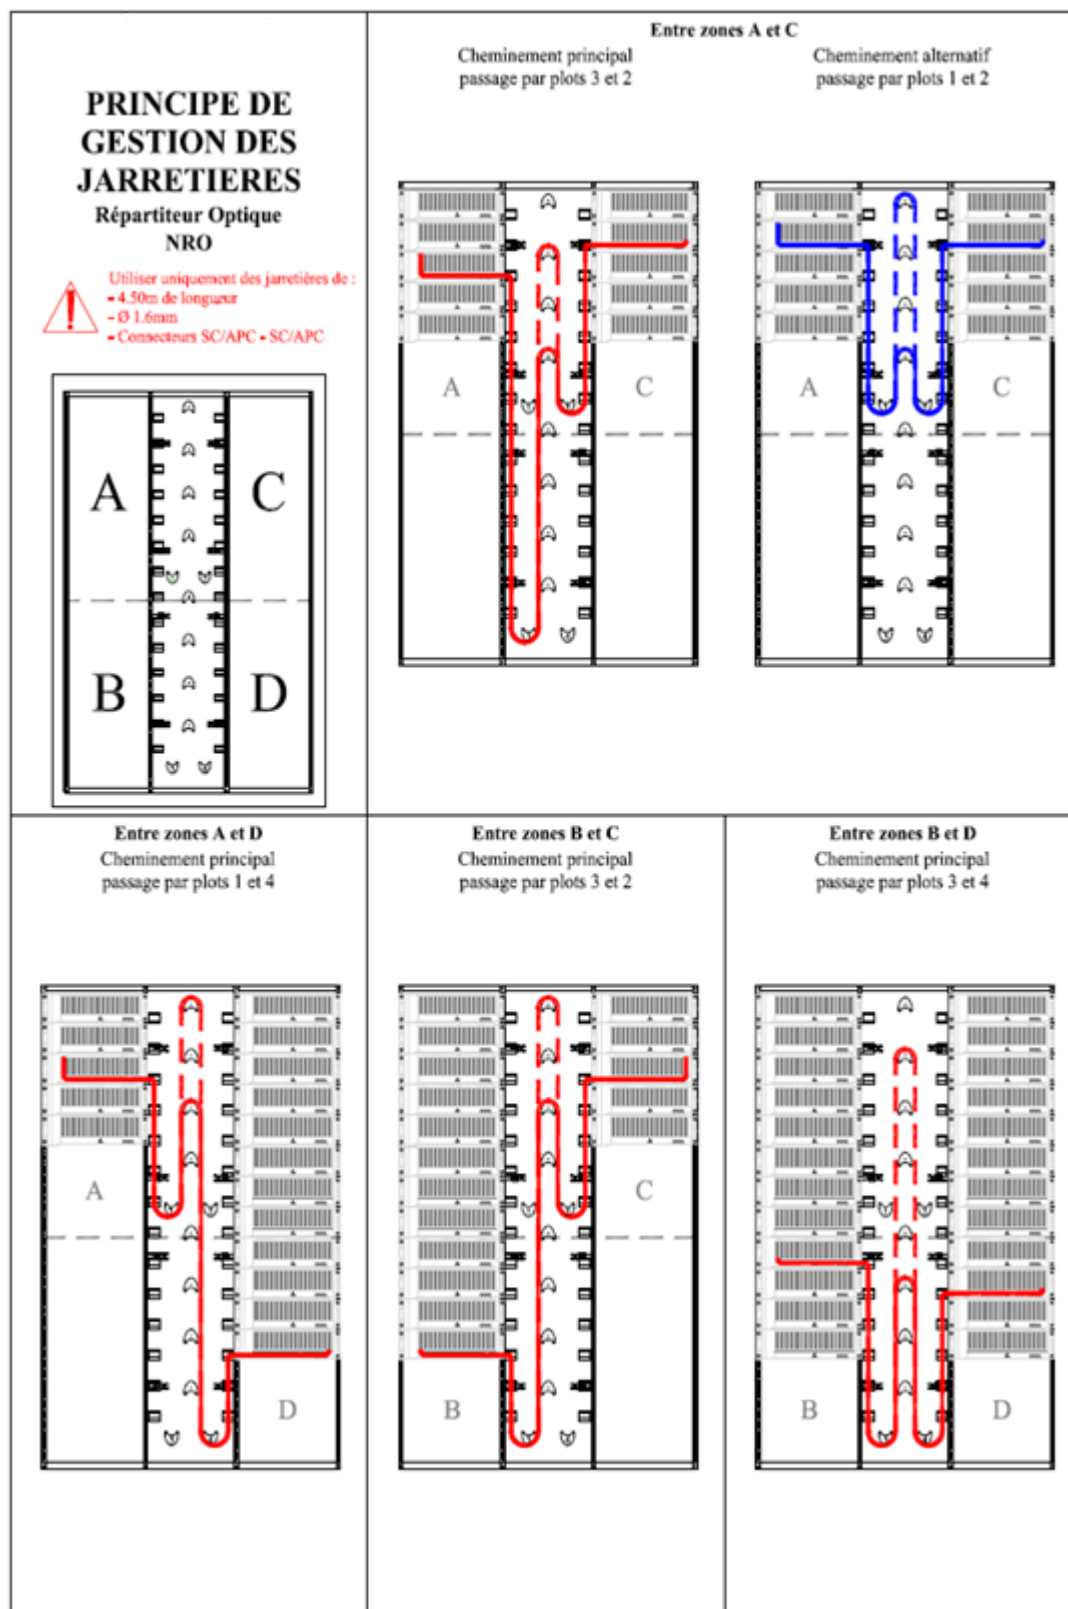 PRINCIPE DE
GESTION DES
JARRETIERES
Répartiteur Optique
NRO
Utiliser uniquement des jarretières de :
- 4.50m de longueur
- Ø 1.6mm
- Connecteurs SC/APC - SC/APC
A
C
B
D
Entre zones A et C
Cheminement principal
passage par plots 3 et 2
Cheminement alternatif
passage par plots 1 et 2
A
C
A
C
Entre zones A et D
Cheminement principal
passage par plots 1 et 4
A
D
Entre zones B et C
Cheminement principal
passage par plots 3 et 2
C
B
Entre zones B et D
Cheminement principal
passage par plots 3 et 4
B
D